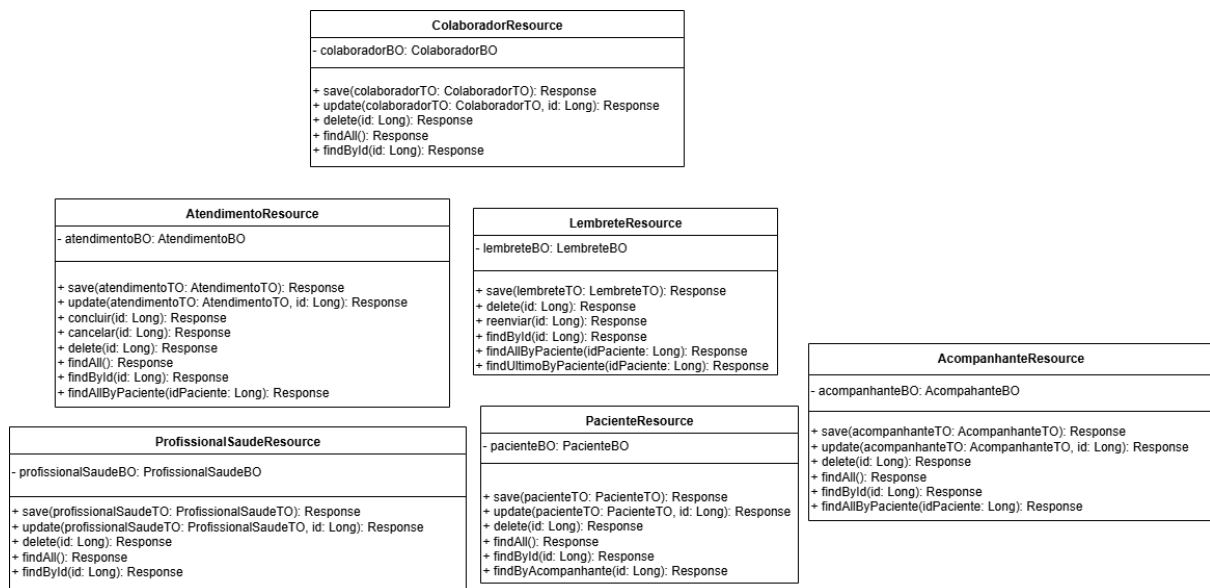 ColaboradorResource
- colaboradorBO: ColaboradorBO
+ save(colaboradorTO: ColaboradorTO): Response
+ update(colaboradorTO: ColaboradorTO, id: Long): Response
+ delete(id: Long): Response
+ findAll(): Response
+ findById(id: Long): Response
AtendimentoResource
- atendimentoBO: AtendimentoBO
+ save(atendimentoTO: AtendimentoTO): Response
+ update(atendimentoTO: AtendimentoTO, id: Long): Response
+ concluir(id: Long): Response
+ cancelar(id: Long): Response
+ delete(id: Long): Response
+ findAll(): Response
+ findById(id: Long): Response
+ findAllByPaciente(idPaciente: Long): Response
LembreteResource
- lembreteBO: LembreteBO
+ save(lembreteTO: LembreteTO): Response
+ delete(id: Long): Response
+ reenviar(id: Long): Response
+ findById(id: Long): Response
+ findAllByPaciente(idPaciente: Long): Response
+ findUltimoByPaciente(idPaciente: Long): Response
AcompanhanteResource
- acompanhanteBO: AcompahanteBO
+ save(acompanhanteTO: AcompanhanteTO): Response
+ update(acompanhanteTO: AcompanhanteTO, id: Long): Response
+ delete(id: Long): Response
+ findAll(): Response
+ findById(id: Long): Response
+ findAllByPaciente(idPaciente: Long): Response
ProfissionalSaudeResource
- profissionalSaudeBO: ProfissionalSaudeBO
+ save(profissionalSaudeTO: ProfissionalSaudeTO): Response
+ update(profissionalSaudeTO: ProfissionalSaudeTO, id: Long): Response
+ delete(id: Long): Response
+ findAll(): Response
+ findById(id: Long): Response
PacienteResource
- pacienteBO: PacienteBO
+ save(pacienteTO: PacienteTO): Response
+ update(pacienteTO: PacienteTO, id: Long): Response
+ delete(id: Long): Response
+ findAll(): Response
+ findById(id: Long): Response
+ findByAcompanhante(id: Long): Response